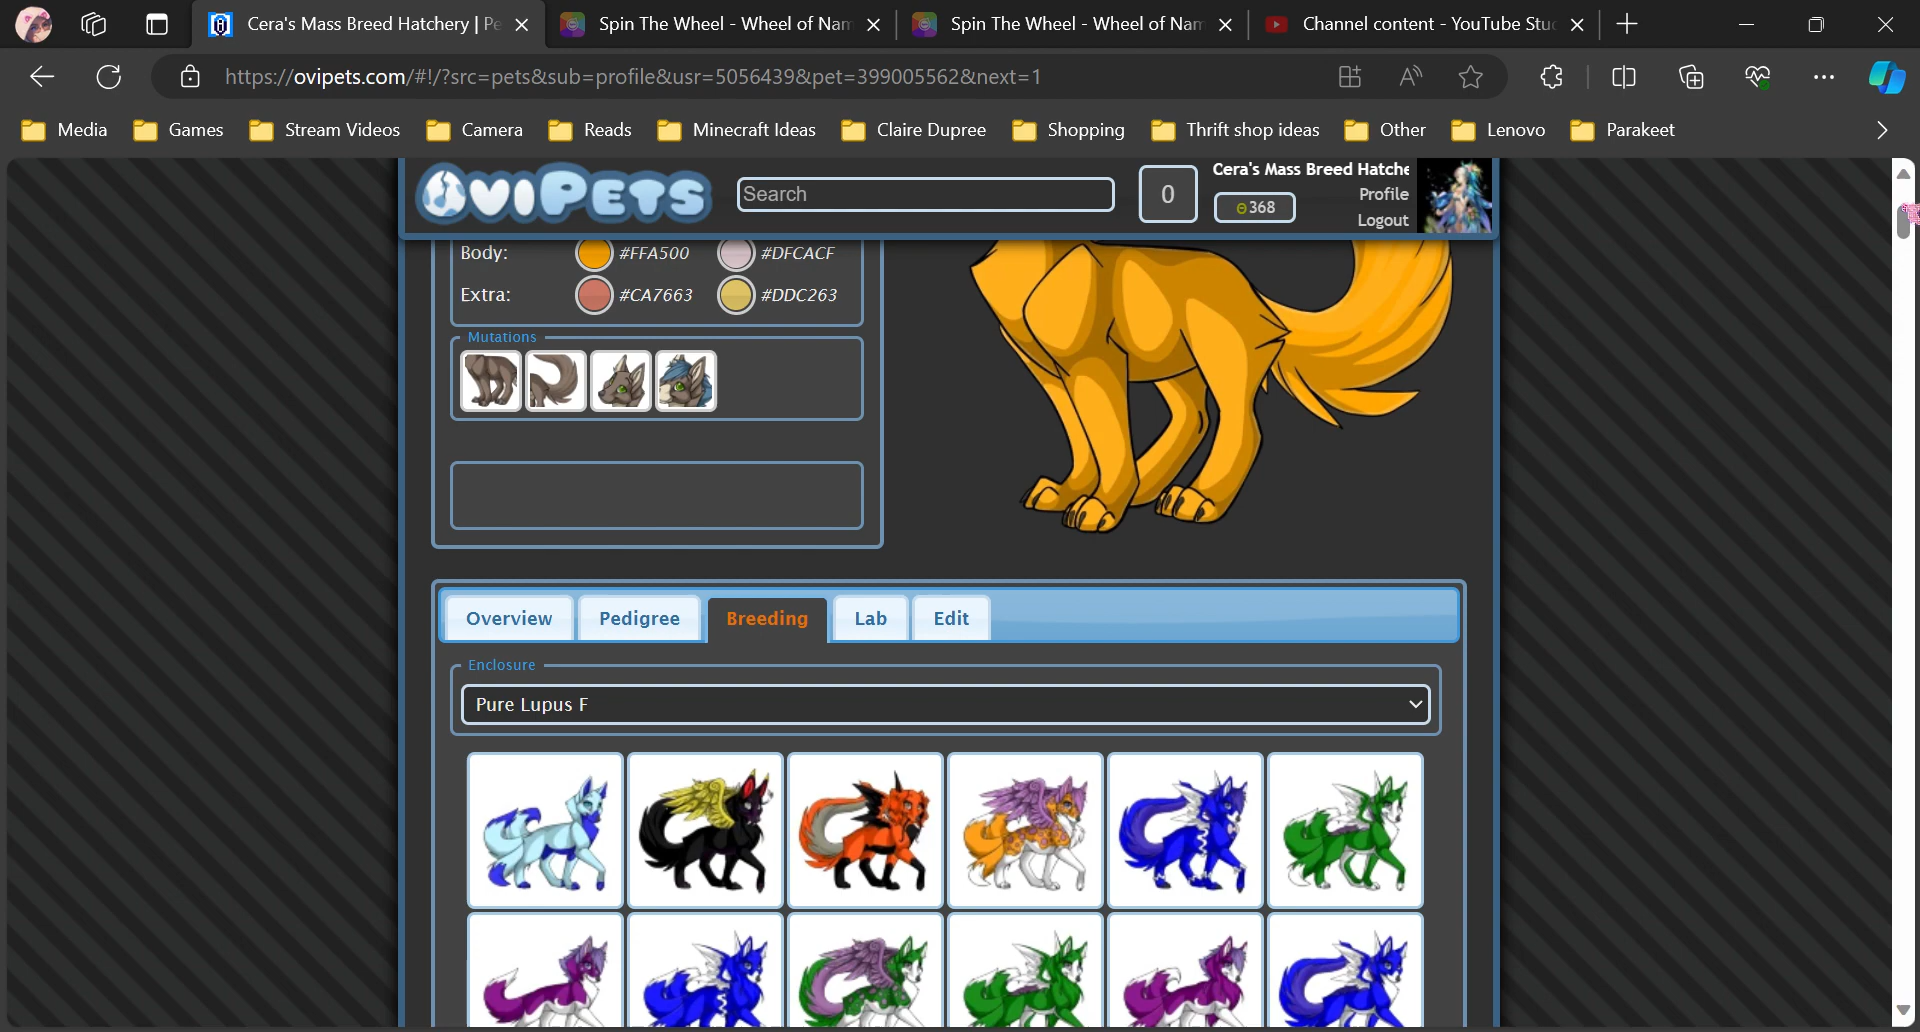 Cera's Mass Breed Hatchery | Pe
Spin The Wheel - Wheel of Nam
Spin The Wheel - Wheel of Nam
Channel content - YouTube Stu
https://ovipets.com/#!/?src=pets&sub=profile&usr=5056439&pet=399005562&next=1
Media Games Stream Videos Camera Reads Minecraft Ideas Claire Dupree Shopping Thrift shop ideas Other Lenovo Parakeet
OviPets
Search
0
Cera's Mass Breed Hatche
368
Profile
Logout
Body: #FFA500 #DFCACF
Extra: #CA7663 #DDC263
Mutations
Overview Pedigree Breeding Lab Edit
Enclosure
Pure Lupus F